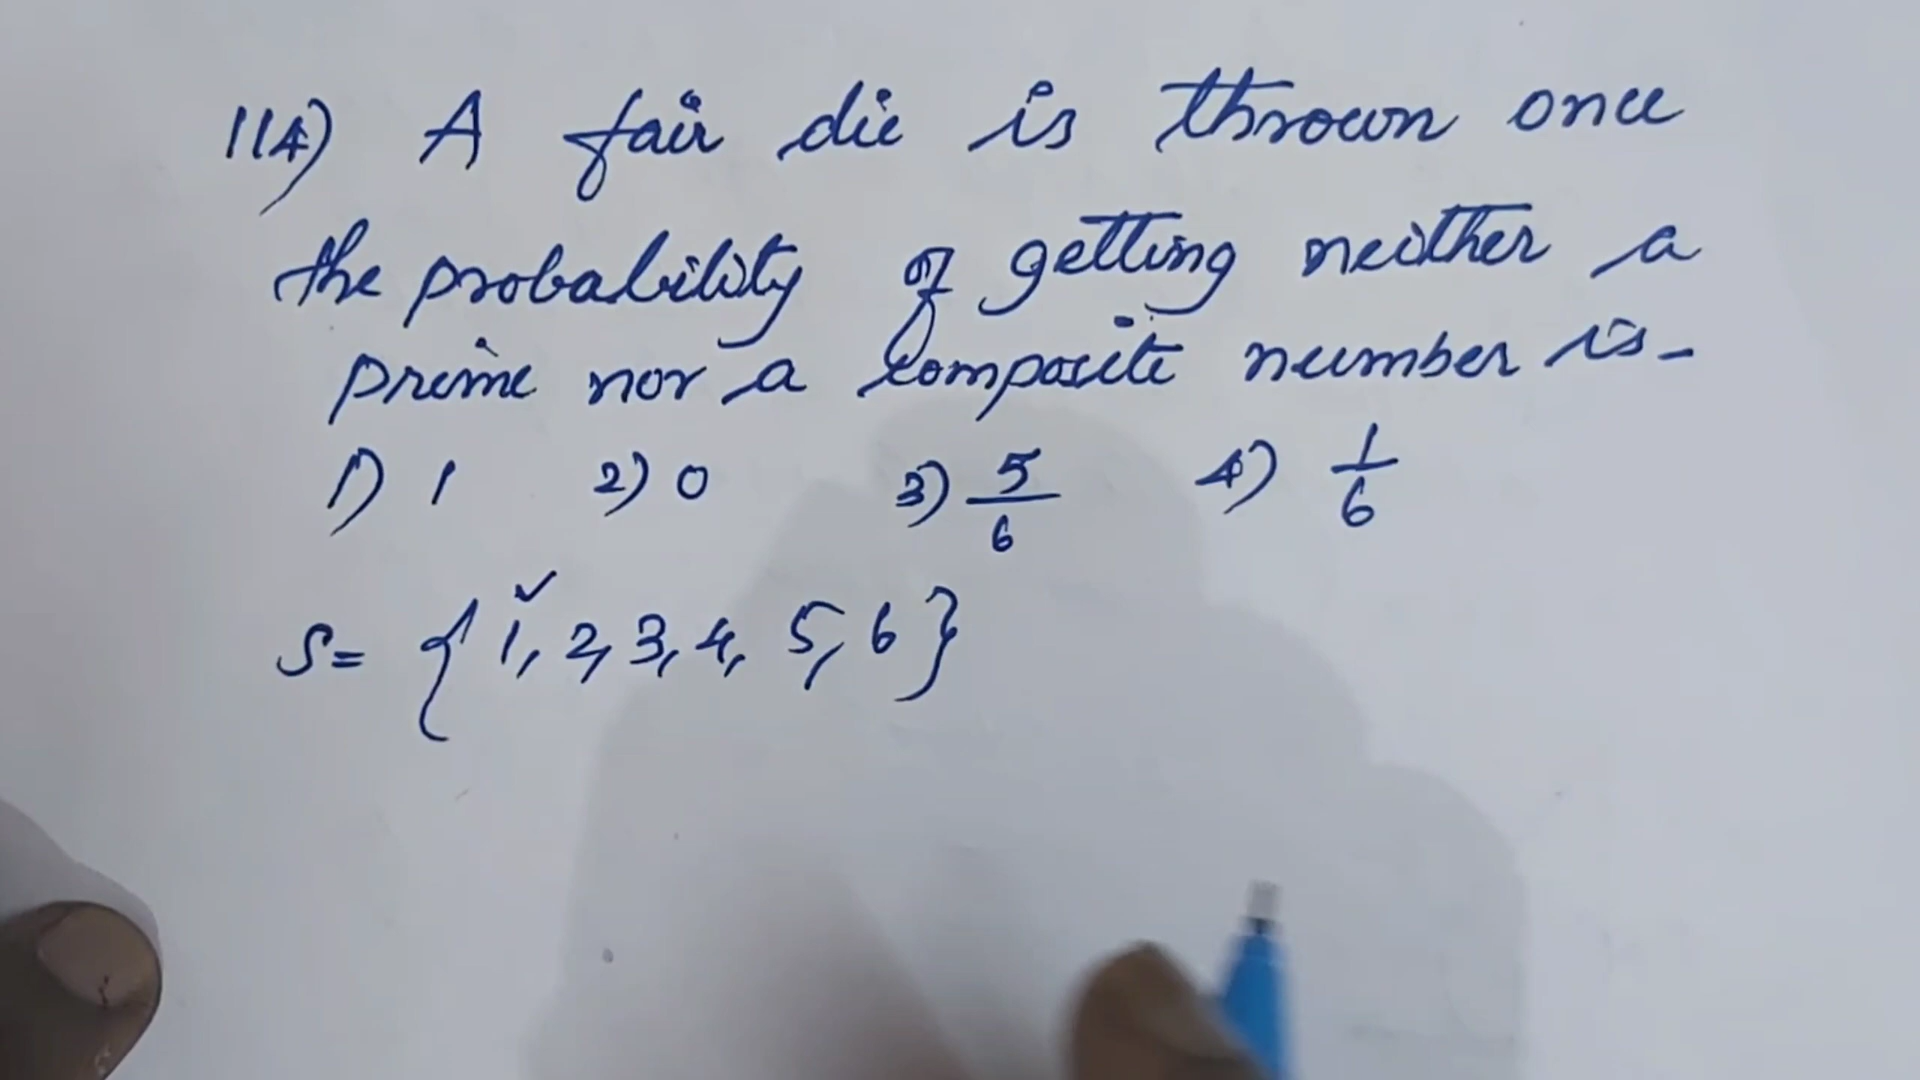 114) A fair die is thrown once
the probability of getting neither a
prime nor a composite number is-
1) 1 2) 0 3) 5/6 4) 1/6
S= {1, 2, 3, 4, 5, 6}